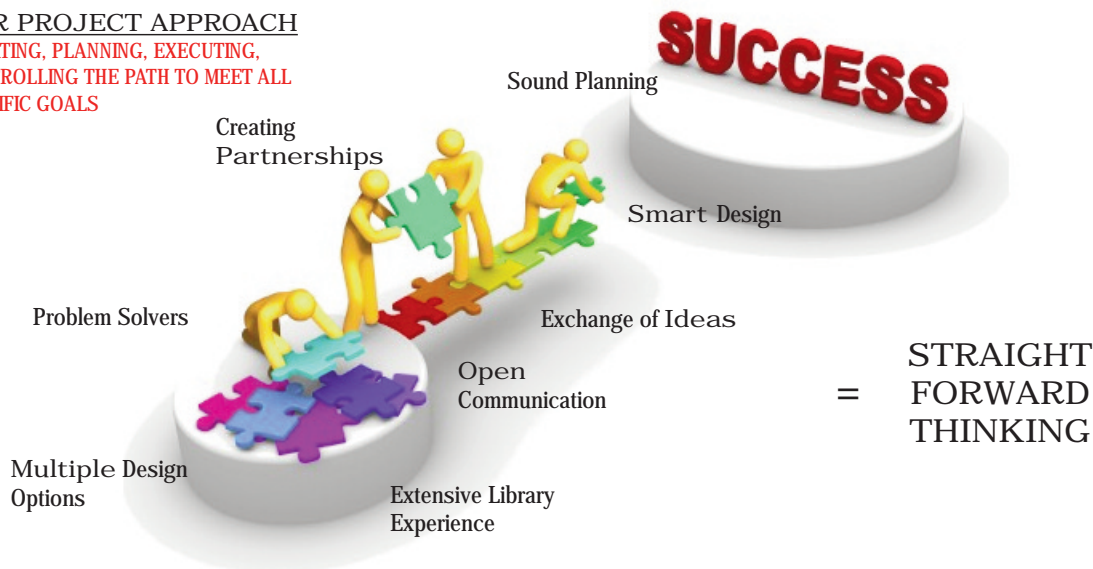 R PROJECT APPROACH
TING, PLANNING, EXECUTING,
ROLLING THE PATH TO MEET ALL
IFIC GOALS
SUCCESS
Sound Planning
Creating
Partnerships
Smart Design
Problem Solvers
Exchange of Ideas
Open
Communication
=
STRAIGHT
FORWARD
THINKING
Multiple Design
Options
Extensive Library
Experience